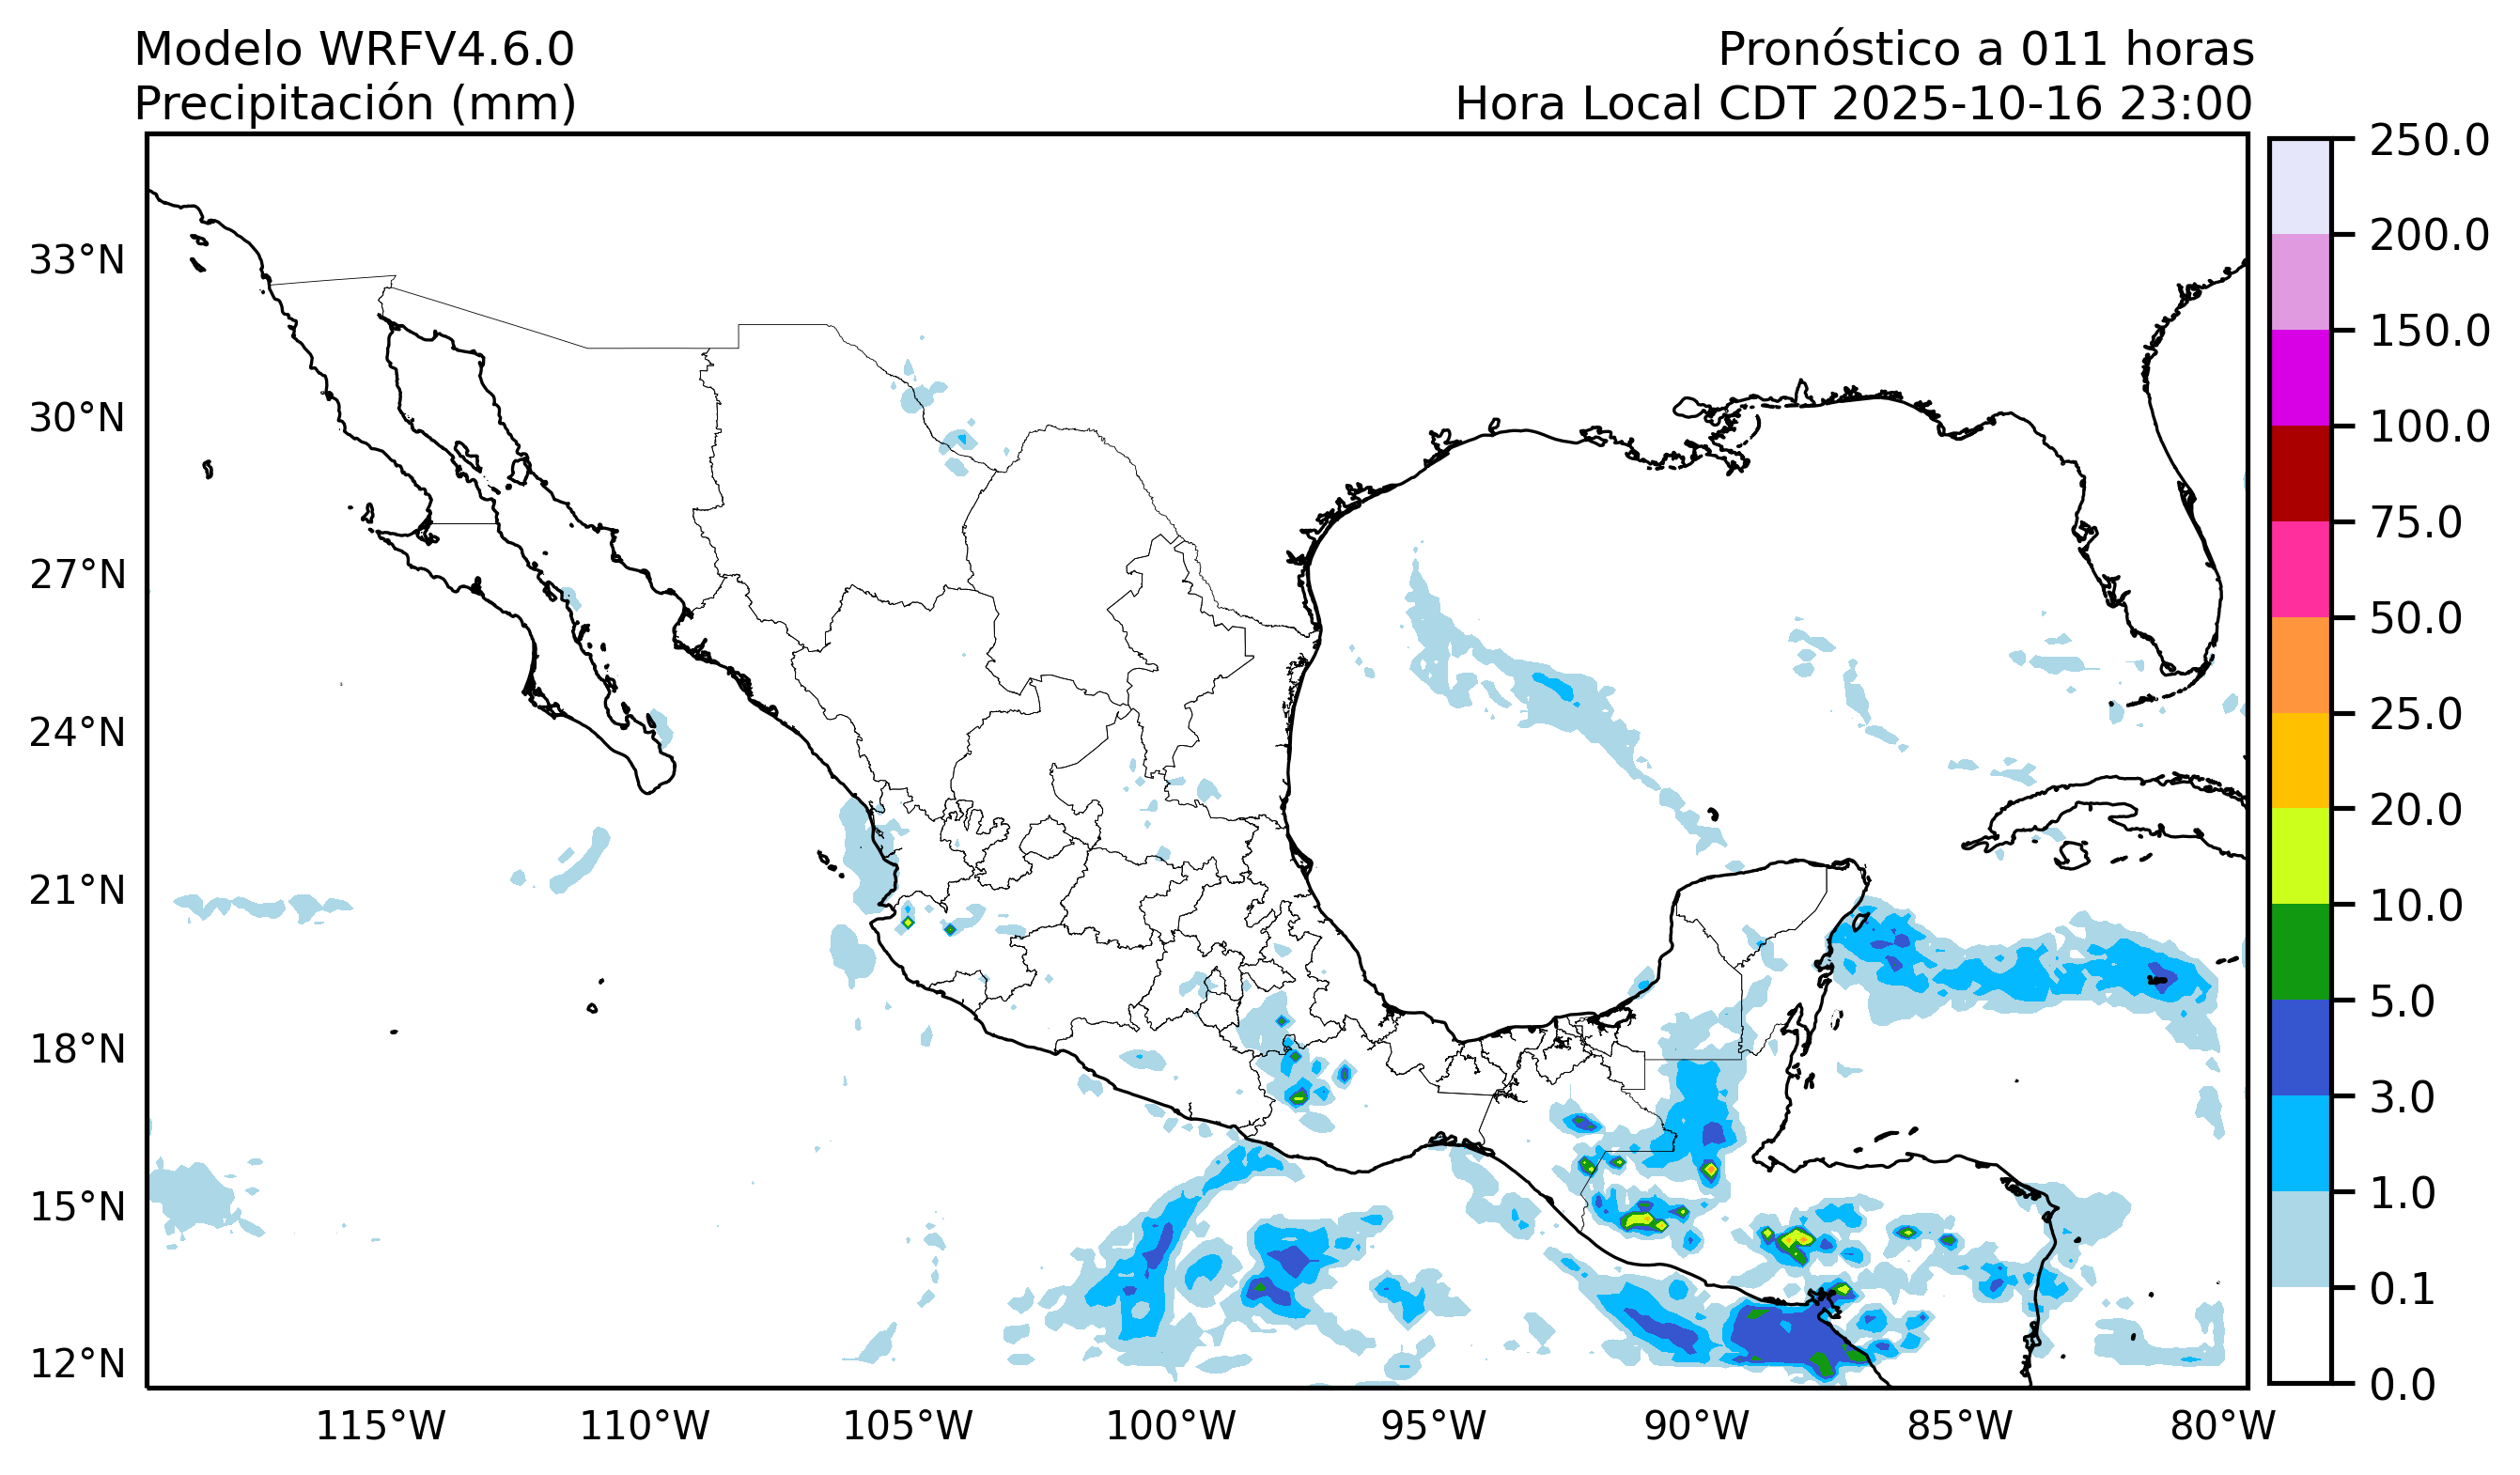 Modelo WRFV4.6.0
Precipitación (mm)
Pronóstico a 011 horas
Hora Local CDT 2025-10-16 23:00
33°N
30°N
27°N
24°N
21°N
18°N
15°N
12°N
115°W
110°W
105°W
100°W
95°W
90°W
85°W
80°W
250.0
200.0
150.0
100.0
75.0
50.0
25.0
20.0
10.0
5.0
3.0
1.0
0.1
0.0